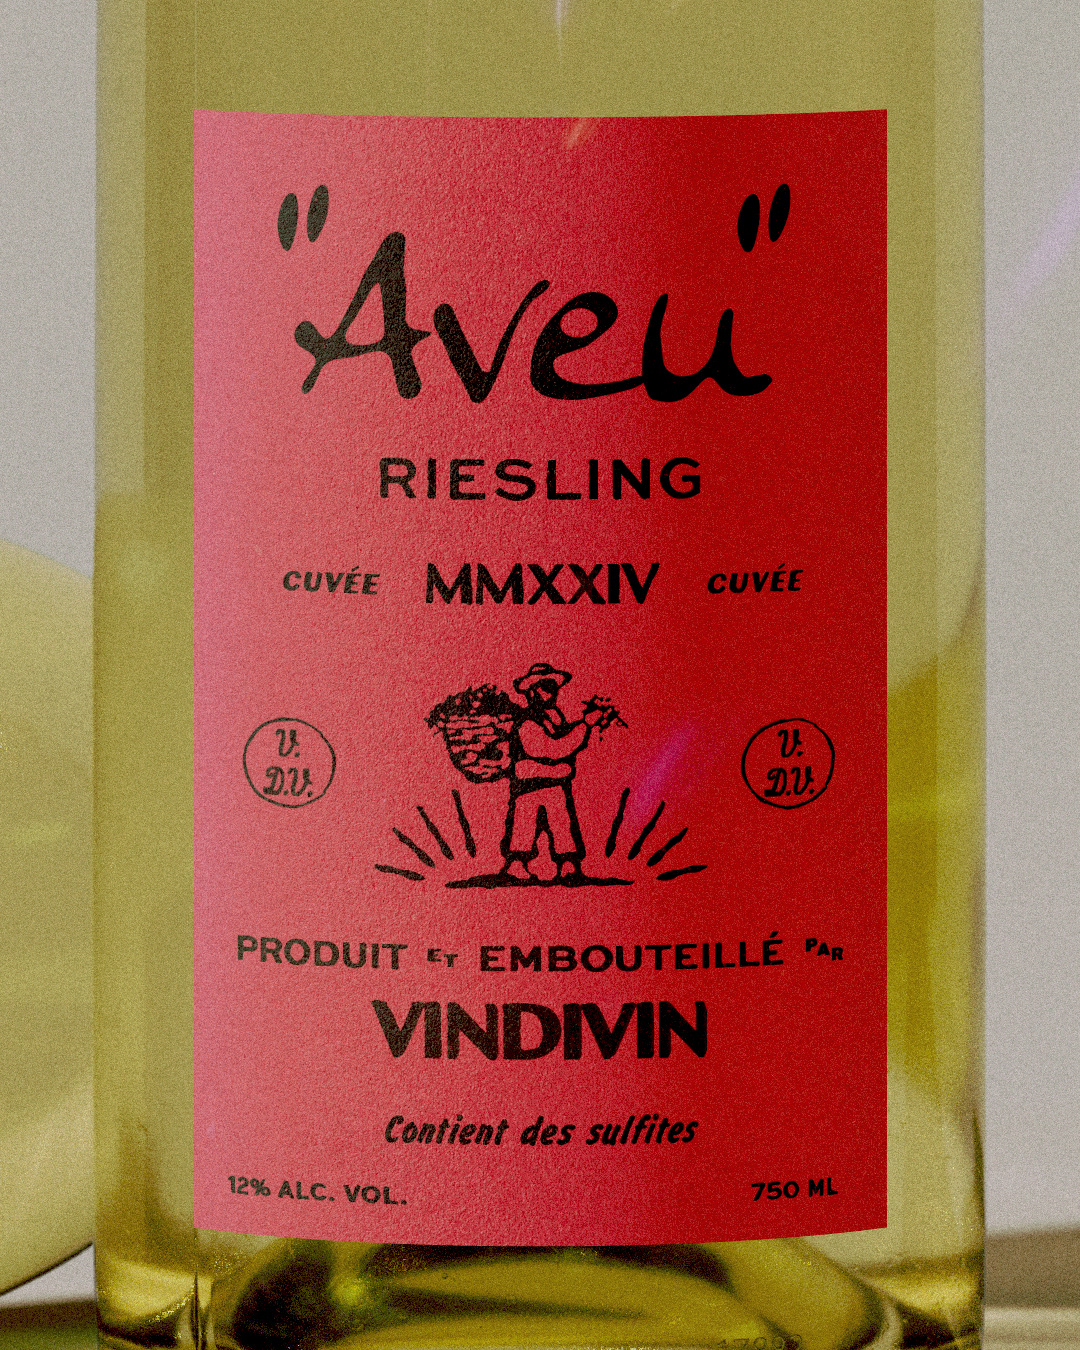 "Aveu"
RIESLING
CUVÉE MMXXIV CUVÉE
V. D.V.
V. D.V.
PRODUIT ET EMBOUTEILLÉ PAR
VINDIVIN
Contient des sulfites
12% ALC. VOL. 750 ML